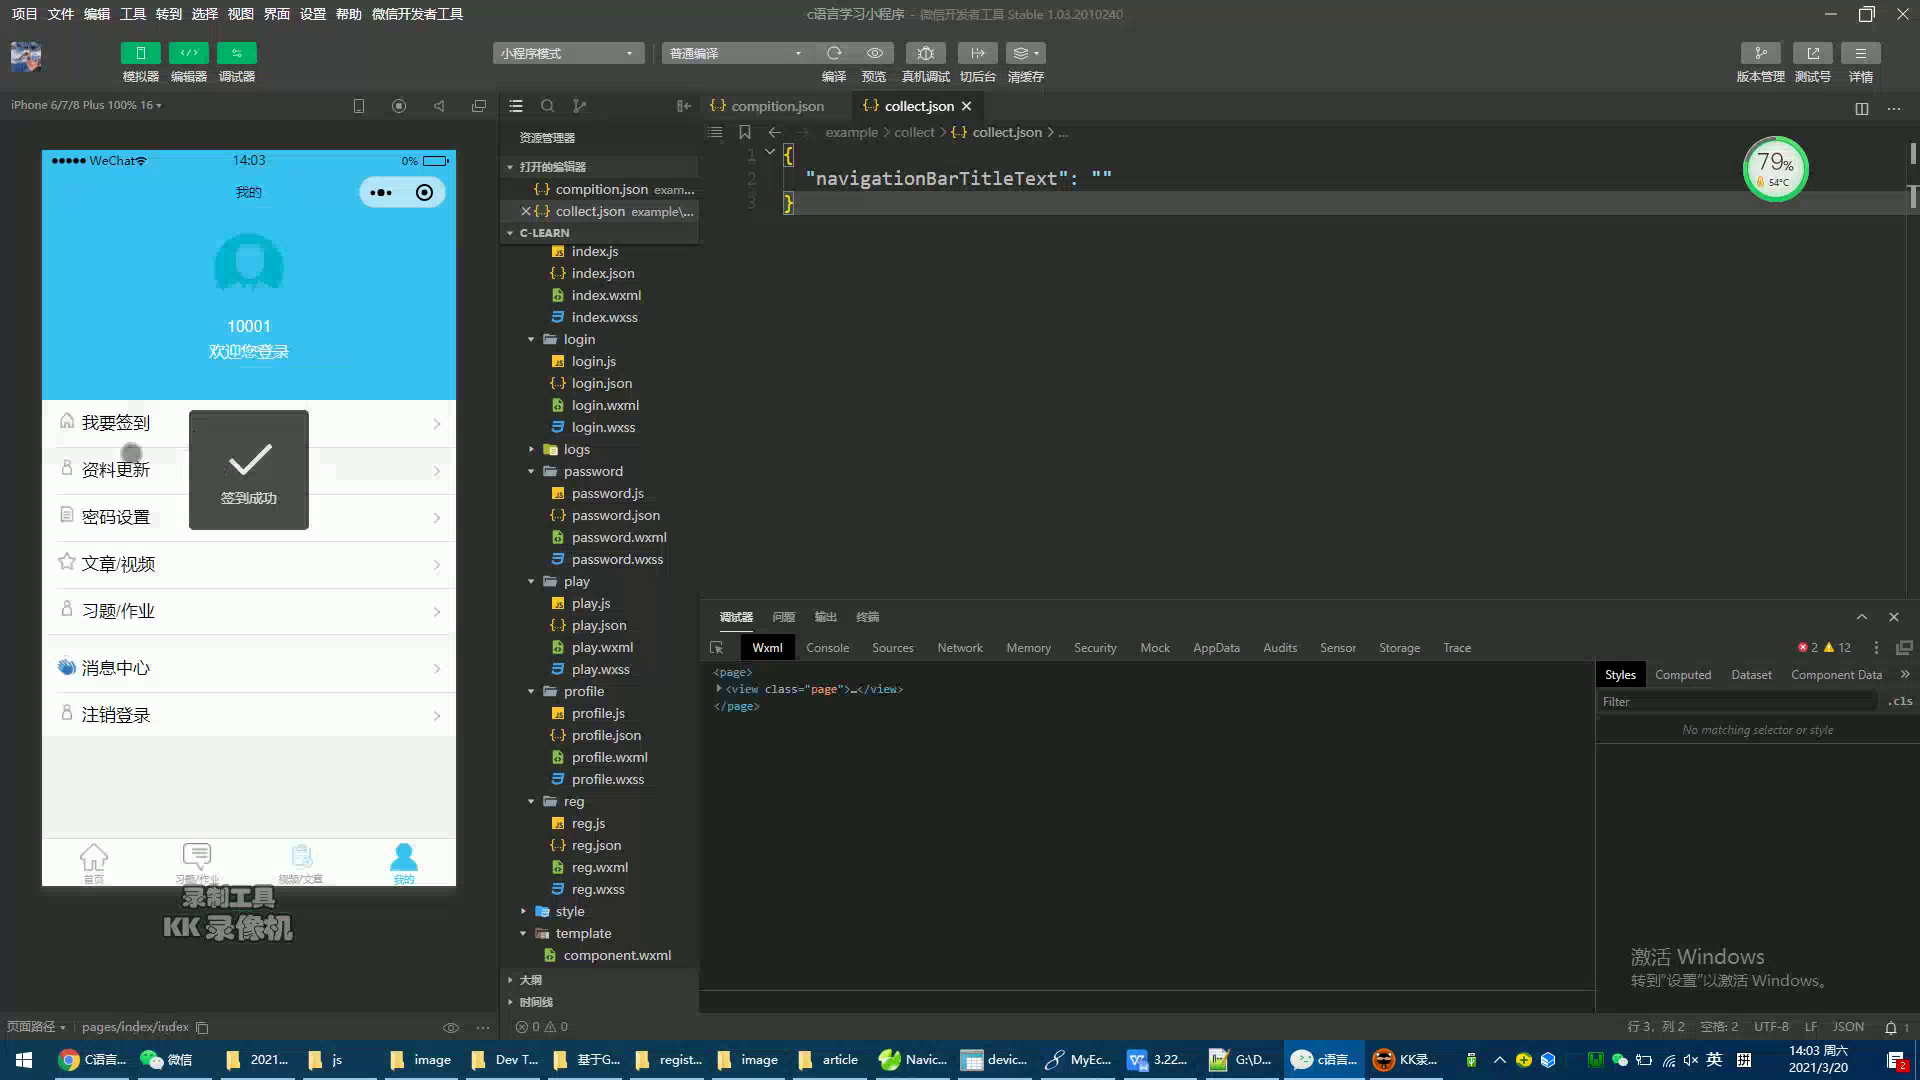 项目 文件 编辑 工具 转到 选择 视图 界面 设置 帮助 微信开发者工具
c语言学习小程序 - 微信开发者工具 Stable 1.03.2010240
模拟器 编辑器 调试器
小程序模式
普通编译
编译 预览 真机调试 切后台 清缓存
版本管理 测试号 详情
iPhone 6/7/8 Plus 100% 16
WeChat
14:03
0%
我的
10001
欢迎您登录
我要签到
资料更新
密码设置
文章/视频
习题/作业
消息中心
注销登录
签到成功
首页
习题/作业
视频/文章
我的
录制工具
KK 录像机
页面路径
pages/index/index
资源管理器
打开的编辑器
compition.json exam...
collect.json example\...
C-LEARN
index.js
index.json
index.wxml
index.wxss
login
login.js
login.json
login.wxml
login.wxss
logs
password
password.js
password.json
password.wxml
password.wxss
play
play.js
play.json
play.wxml
play.wxss
profile
profile.js
profile.json
profile.wxml
profile.wxss
reg
reg.js
reg.json
reg.wxml
reg.wxss
style
template
component.wxml
大纲
时间线
0 0
compition.json
collect.json
example > collect > {..} collect.json > ...
1 {
2 "navigationBarTitleText": ""
3 }
79%
54°C
调试器 问题 输出 终端
Wxml Console Sources Network Memory Security Mock AppData Audits Sensor Storage Trace
2 12
<page>
<view class="page">…</view>
</page>
Styles Computed Dataset Component Data
Filter
.cls
No matching selector or style
激活 Windows
转到“设置”以激活 Windows。
行 3，列 2 空格: 2 UTF-8 LF JSON 1
C语言... 微信 2021... js image Dev T... 基于G... regist... image article Navic... devic... MyEc... 3.22... G:\D... c语言... KK录...
英
拼
14:03 周六
2021/3/20
2